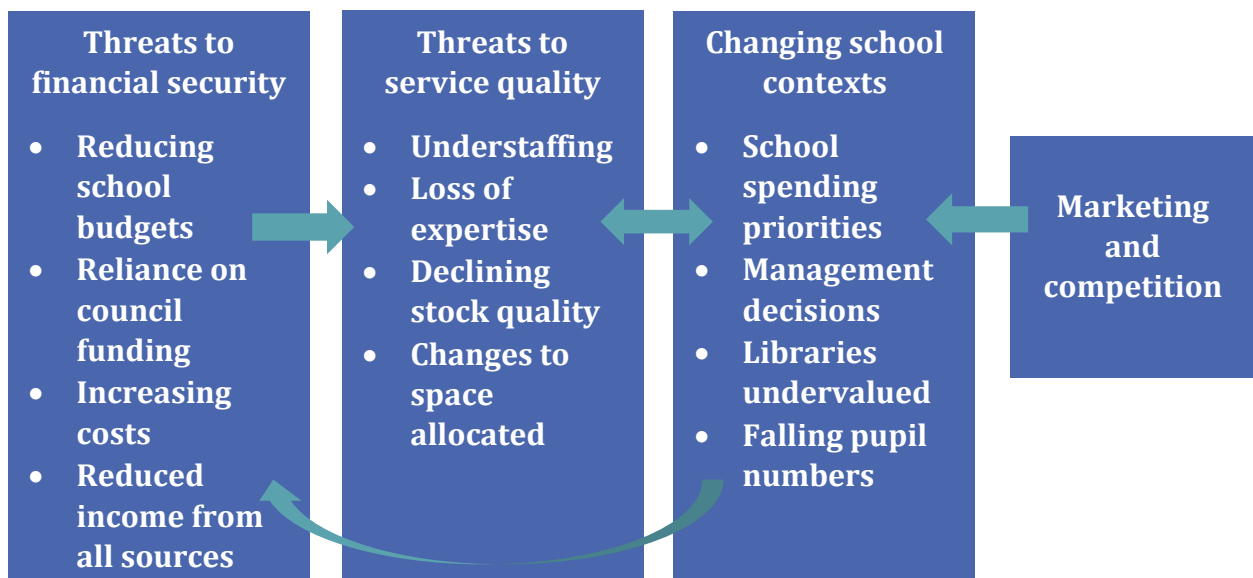 Threats to
financial security
• Reducing
school
budgets
• Reliance on
council
funding
• Increasing
costs
• Reduced
income from
all sources
Threats to
service quality
• Understaffing
• Loss of
expertise
• Declining
stock quality
• Changes to
space
allocated
Changing school
contexts
• School
spending
priorities
• Management
decisions
• Libraries
undervalued
• Falling pupil
numbers
Marketing
and
competition